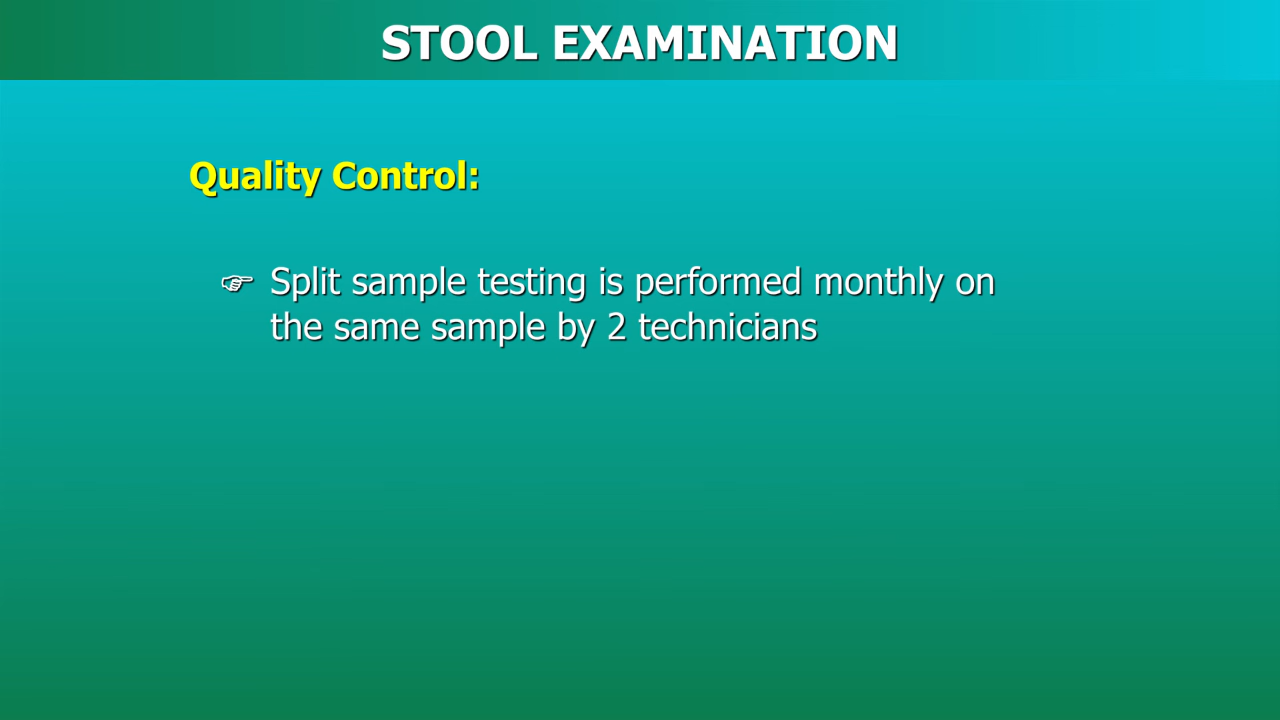 STOOL EXAMINATION
Quality Control:
☞ Split sample testing is performed monthly on
the same sample by 2 technicians